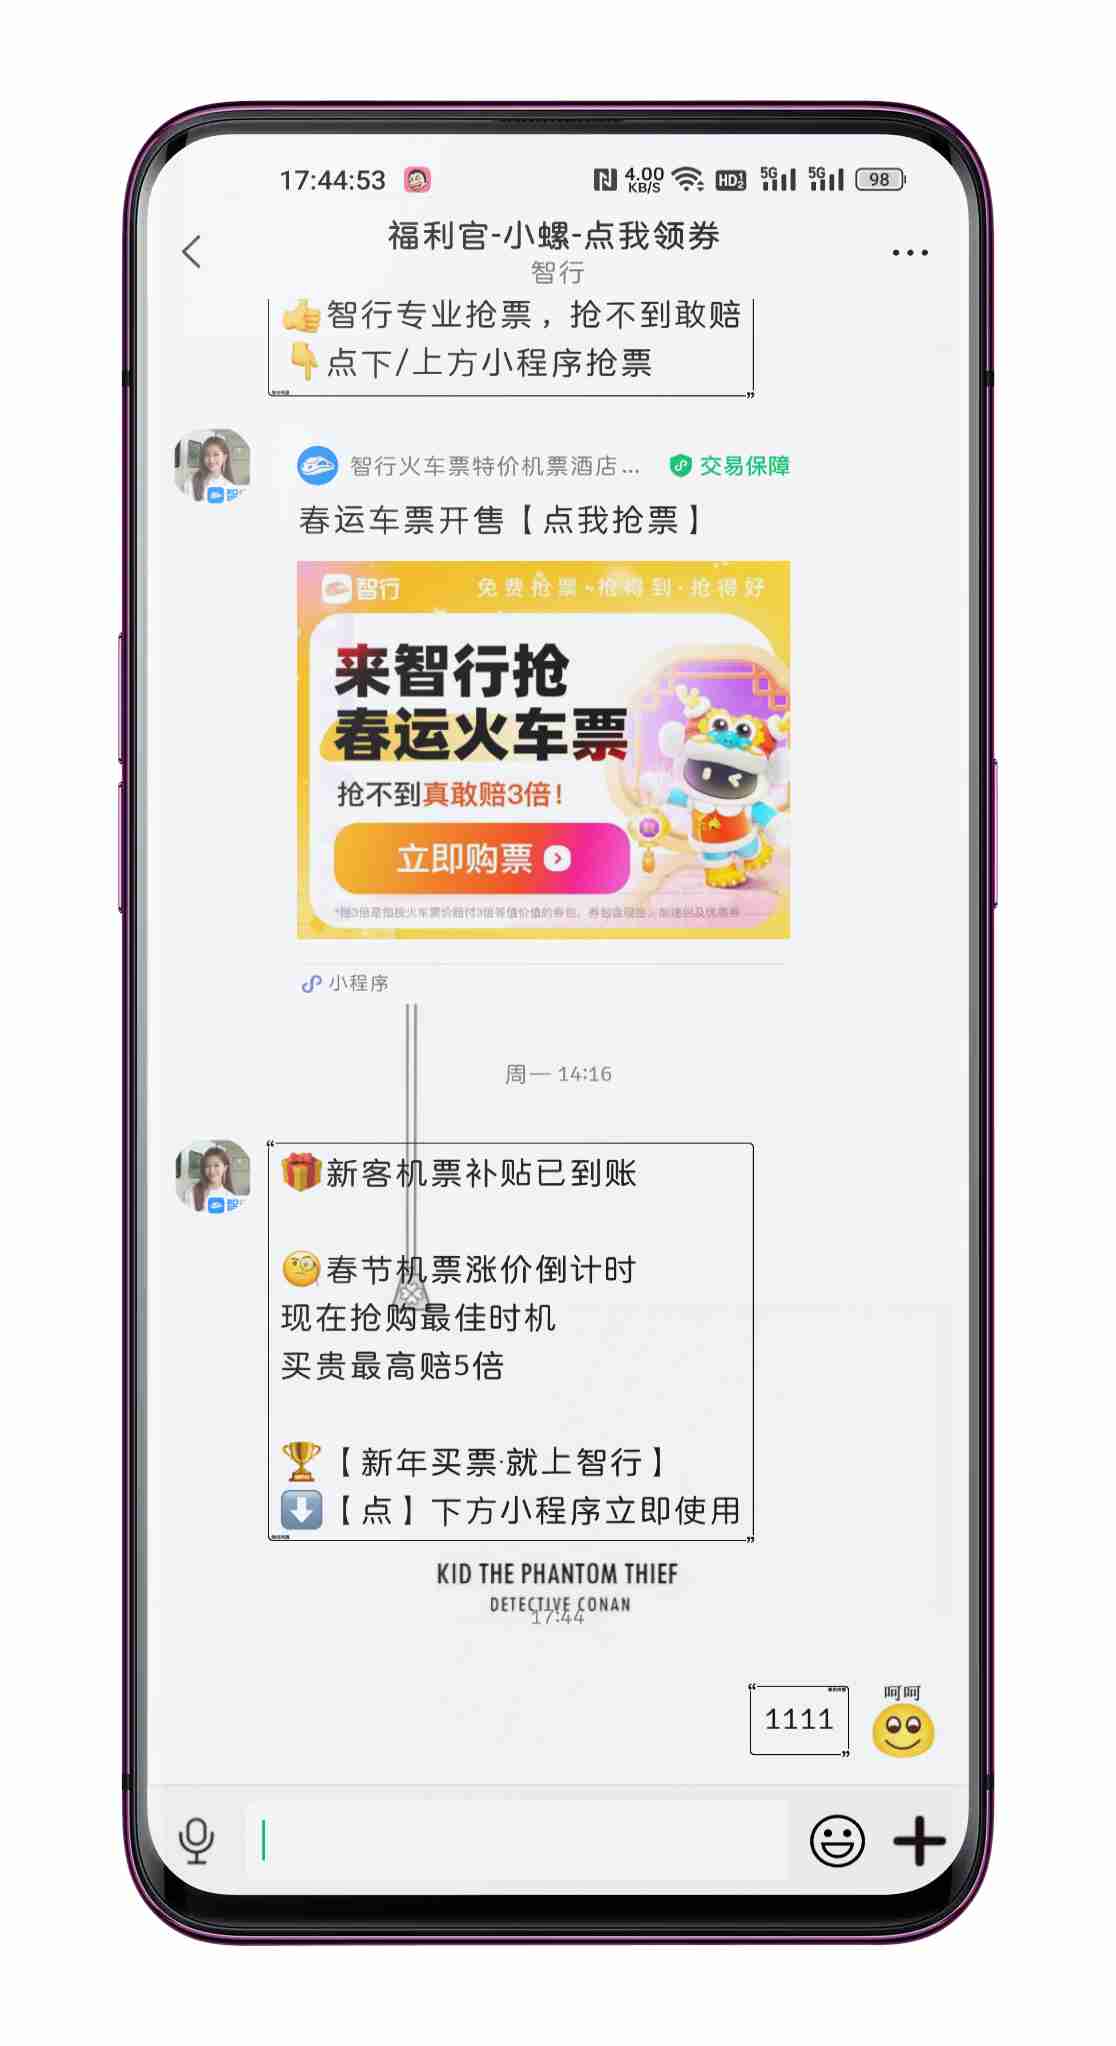 17:44:53
4.00
KB/S
HD
5G
5G
98
福利官-小螺-点我领券
智行
智行专业抢票，抢不到敢赔
点下/上方小程序抢票
智行火车票特价机票酒店...
交易保障
春运车票开售【点我抢票】
智行
免费抢票·抢得到·抢得好
来智行抢
春运火车票
抢不到真敢赔3倍!
立即购票
小程序
周一 14:16
新客机票补贴已到账
春节机票涨价倒计时
现在抢购最佳时机
买贵最高赔5倍
【新年买票·就上智行】
【点】下方小程序立即使用
KID THE PHANTOM THIEF
DETECTIVE CONAN
17:44
呵呵
1111